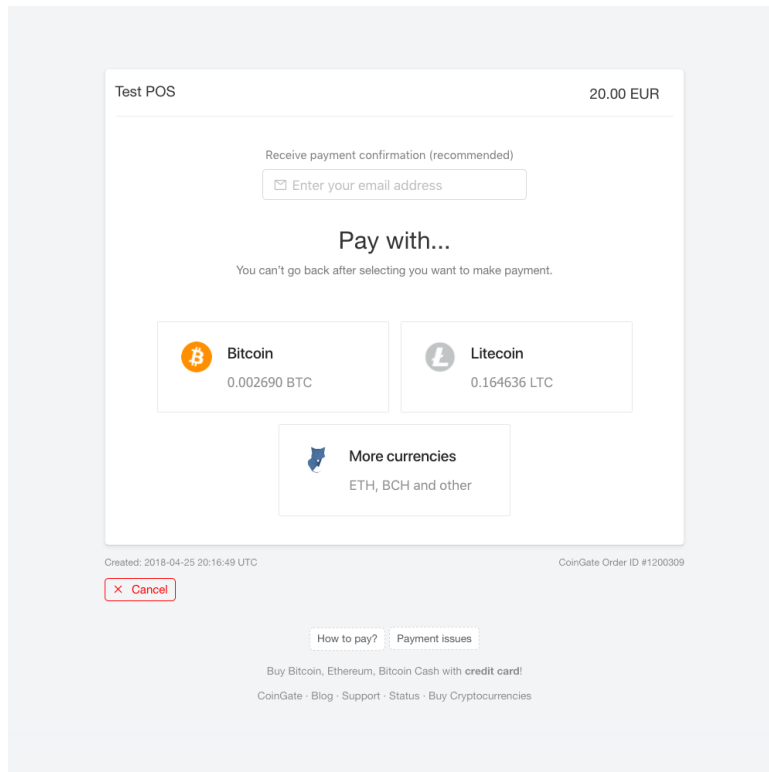 Test POS
20.00 EUR
Receive payment confirmation (recommended)
Enter your email address
Pay with...
You can't go back after selecting you want to make payment.
Bitcoin
0.002690 BTC
Litecoin
0.164636 LTC
More currencies
ETH, BCH and other
Created: 2018-04-25 20:16:49 UTC
CoinGate Order ID #1200309
× Cancel
How to pay?
Payment issues
Buy Bitcoin, Ethereum, Bitcoin Cash with credit card!
CoinGate · Blog · Support · Status · Buy Cryptocurrencies